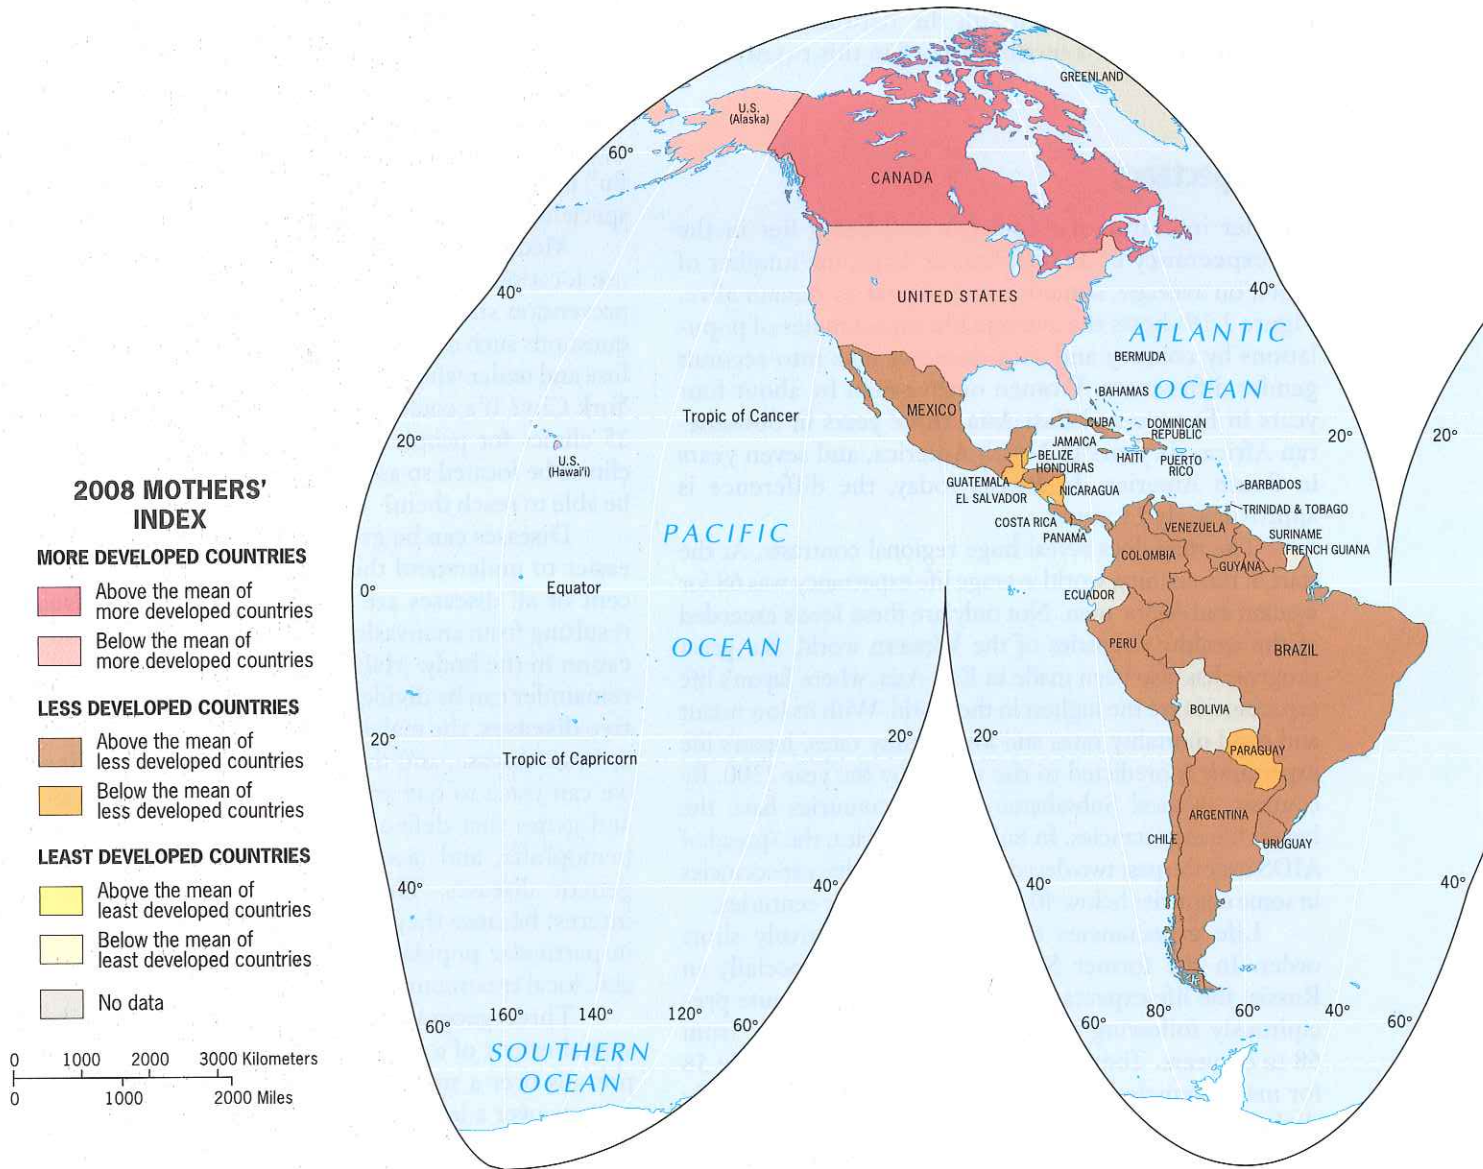 GREENLAND
U.S.
(Alaska)
60°
CANADA
40°
UNITED STATES
40°
ATLANTIC
OCEAN
BERMUDA
BAHAMAS
Tropic of Cancer
MEXICO
CUBA
DOMINICAN
REPUBLIC
JAMAICA
HAITI
PUERTO
RICO
20°
20°
20°
U.S.
(Hawai'i)
BELIZE
HONDURAS
GUATEMALA
EL SALVADOR
NICARAGUA
BARBADOS
TRINIDAD & TOBAGO
COSTA RICA
PANAMA
VENEZUELA
SURINAME
FRENCH GUIANA
COLOMBIA
GUYANA
PACIFIC
OCEAN
0°
Equator
ECUADOR
PERU
BRAZIL
BOLIVIA
20°
Tropic of Capricorn
20°
20°
PARAGUAY
ARGENTINA
CHILE
URUGUAY
40°
40°
40°
40°
60°
160°
140°
120°
60°
60°
80°
60°
40°
60°
SOUTHERN
OCEAN
2008 MOTHERS'
INDEX
MORE DEVELOPED COUNTRIES
Above the mean of
more developed countries
Below the mean of
more developed countries
LESS DEVELOPED COUNTRIES
Above the mean of
less developed countries
Below the mean of
less developed countries
LEAST DEVELOPED COUNTRIES
Above the mean of
least developed countries
Below the mean of
least developed countries
No data
0 1000 2000 3000 Kilometers
0 1000 2000 Miles